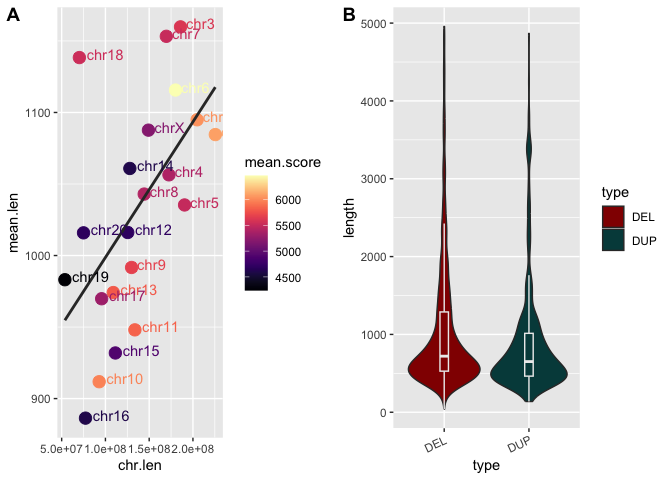 A
chr3
chr7
chr18
chr6
1100
chr
chrX
chr14
chr4
chr8
chr5
chr20
chr12
1000
chr9
chr19
chr13
chr17
chr11
chr15
chr10
900
chr16
5.0e+07
1.0e+08
1.5e+08
2.0e+08
chr.len
mean.len
mean.score
6000
5500
5000
4500
B
5000
4000
3000
2000
1000
0
length
DEL
DUP
type
type
DEL
DUP